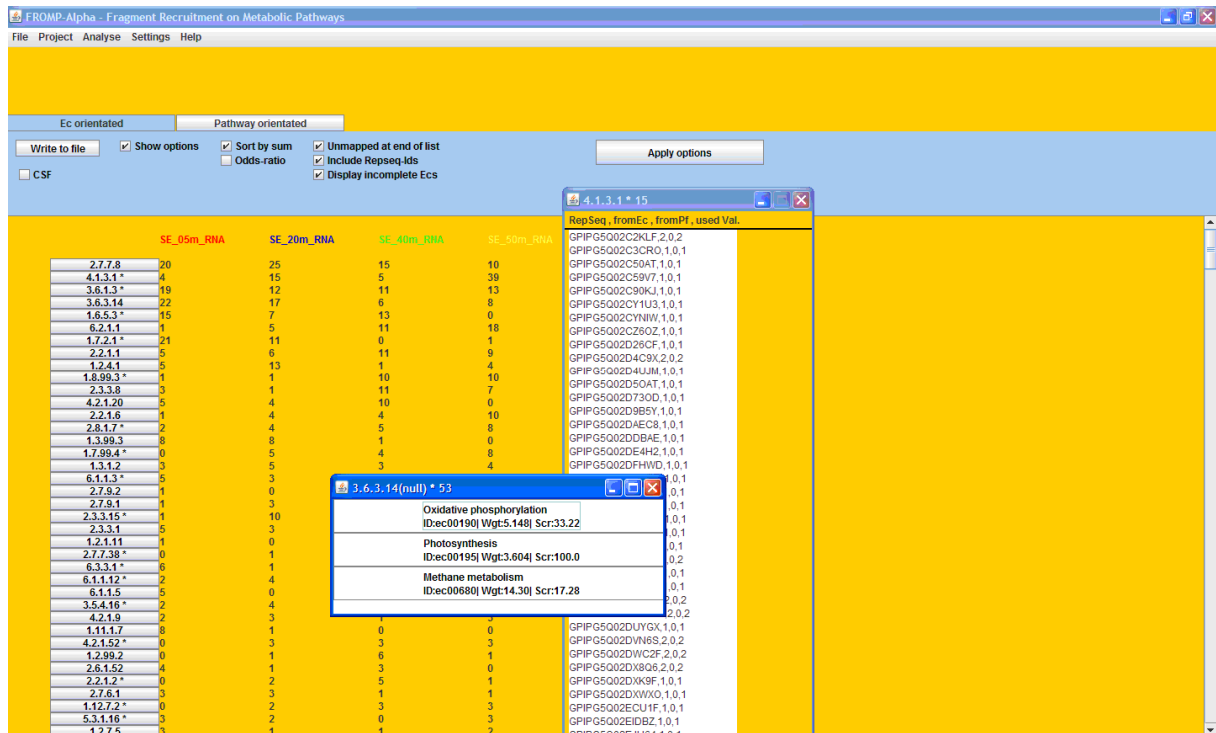 FROMP-Alpha - Fragment Recruitment on Metabolic Pathways
File Project Analyse Settings Help
Ec orientated Pathway orientated
Write to file Show options Sort by sum Unmapped at end of list Apply options
Odds-ratio Include Repseq-Ids
CSF Display incomplete Ecs
SE_05m_RNA SE_20m_RNA SE_40m_RNA SE_50m_RNA
2.7.7.8 20 25 15 10
4.1.3.1 * 4 15 5 39
3.6.1.3 * 19 12 11 13
3.6.3.14 22 17 6 8
1.6.5.3 * 15 7 13 0
6.2.1.1 1 5 11 18
1.7.2.1 * 21 11 0 1
2.2.1.1 5 6 11 9
1.2.4.1 5 13 1 4
1.8.99.3 * 1 1 10 10
2.3.3.8 3 1 11 7
4.2.1.20 5 4 10 0
2.2.1.6 1 4 4 10
2.8.1.7 * 2 4 5 8
1.3.99.3 8 8 1 0
1.7.99.4 * 0 5 4 8
1.3.1.2 3 5 3 4
6.1.1.3 * 5 3
2.7.9.2 1 0
2.7.9.1 1 3
2.3.3.15 * 1 10
2.3.3.1 5 3
1.2.1.11 1 0
2.7.7.38 * 0 1
6.3.3.1 * 6 1
6.1.1.12 * 2 4
6.1.1.5 5 0
3.5.4.16 * 2 4
4.2.1.9 2 3
1.11.1.7 8 1 0 0
4.2.1.52 * 0 3 3 3
1.2.99.2 0 1 6 1
2.6.1.52 4 1 3 0
2.2.1.2 * 0 2 5 1
2.7.6.1 3 3 1 1
1.12.7.2 * 0 2 3 3
5.3.1.16 * 3 2 0 3
1.2.7.5 3 1 1 2
4.1.3.1 * 15
RepSeq , fromEc , fromPf , used Val.
GPIPG5Q02C2KLF,2,0,2
GPIPG5Q02C3CRO,1,0,1
GPIPG5Q02C50AT,1,0,1
GPIPG5Q02C59V7,1,0,1
GPIPG5Q02C90KJ,1,0,1
GPIPG5Q02CY1U3,1,0,1
GPIPG5Q02CYNIW,1,0,1
GPIPG5Q02CZ6OZ,1,0,1
GPIPG5Q02D26CF,1,0,1
GPIPG5Q02D4C9X,2,0,2
GPIPG5Q02D4UJM,1,0,1
GPIPG5Q02D5OAT,1,0,1
GPIPG5Q02D73OD,1,0,1
GPIPG5Q02D9B5Y,1,0,1
GPIPG5Q02DAEC8,1,0,1
GPIPG5Q02DDBAE,1,0,1
GPIPG5Q02DE4H2,1,0,1
GPIPG5Q02DFHWD,1,0,1
3.6.3.14(null) * 53
Oxidative phosphorylation
ID:ec00190| Wgt:5.148| Scr:33.22
Photosynthesis
ID:ec00195| Wgt:3.604| Scr:100.0
Methane metabolism
ID:ec00680| Wgt:14.30| Scr:17.28
GPIPG5Q02DUYGX,1,0,1
GPIPG5Q02DVN6S,2,0,2
GPIPG5Q02DWC2F,2,0,2
GPIPG5Q02DX8Q6,2,0,2
GPIPG5Q02DXK9F,1,0,1
GPIPG5Q02DXWXO,1,0,1
GPIPG5Q02ECU1F,1,0,1
GPIPG5Q02EIDBZ,1,0,1